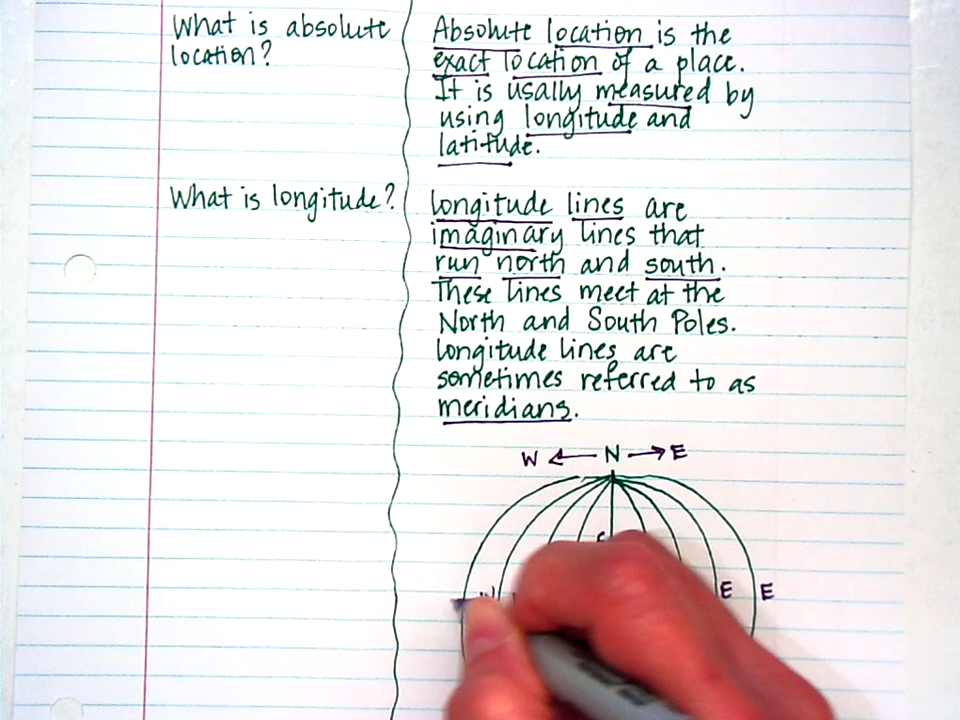 What is absolute
location?
Absolute location is the
exact location of a place.
It is usally measured by
using longitude and
latitude.
What is longitude?
longitude lines are
imaginary lines that
run north and south.
These lines meet at the
North and South Poles.
longitude lines are
sometimes referred to as
meridians.
W ← N → E
E E